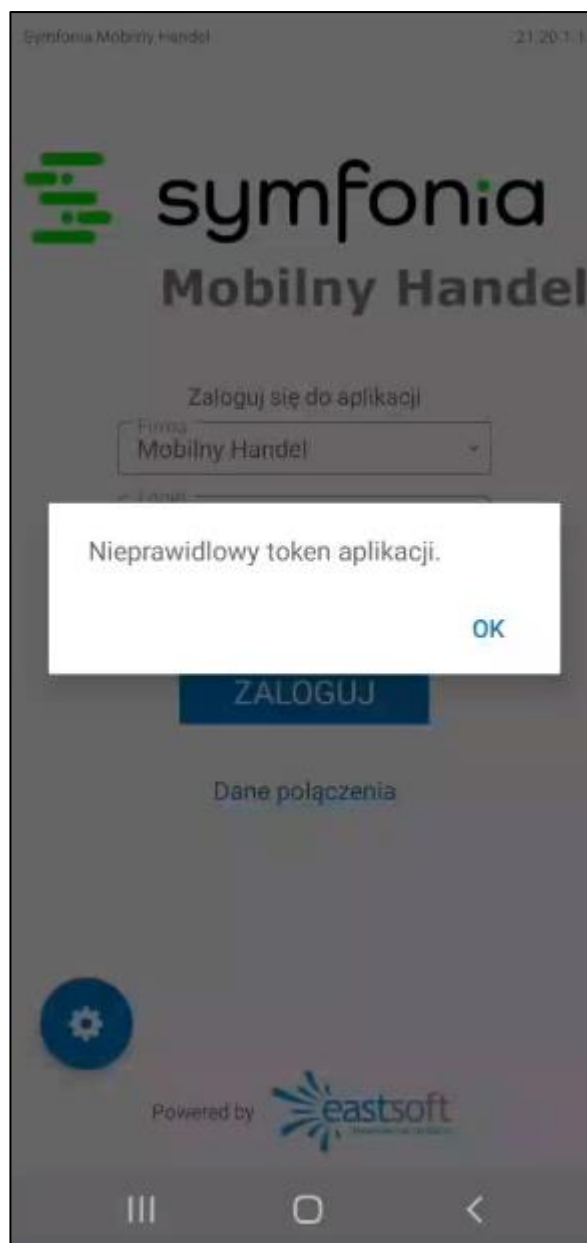 Symfonia Mobilny Handel
symfonia
Mobilny Handel
Zaloguj się do aplikacji
Firma
Mobilny Handel
Nieprawidlowy token aplikacji.
OK
ZALOGUJ
Dane połączenia
Powered by eastsoft